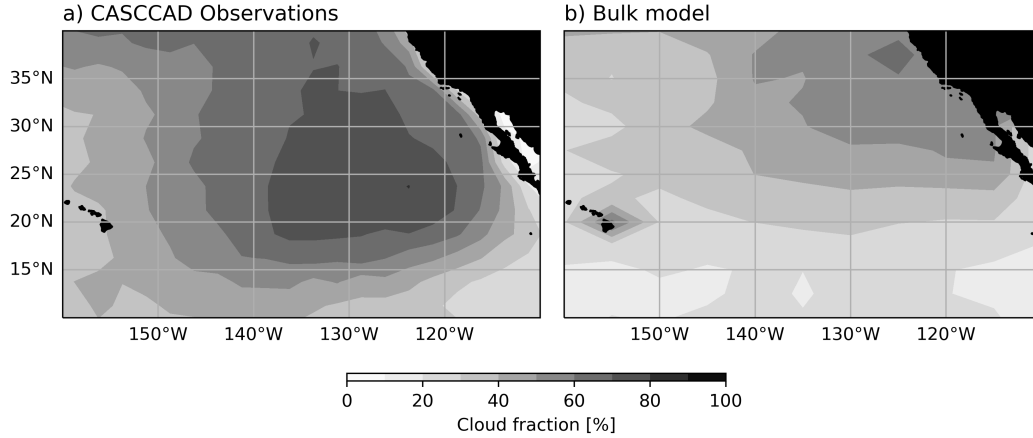 a) CASCCAD Observations
b) Bulk model
35°N
30°N
25°N
20°N
15°N
150°W 140°W 130°W 120°W
150°W 140°W 130°W 120°W
0 20 40 60 80 100
Cloud fraction [%]